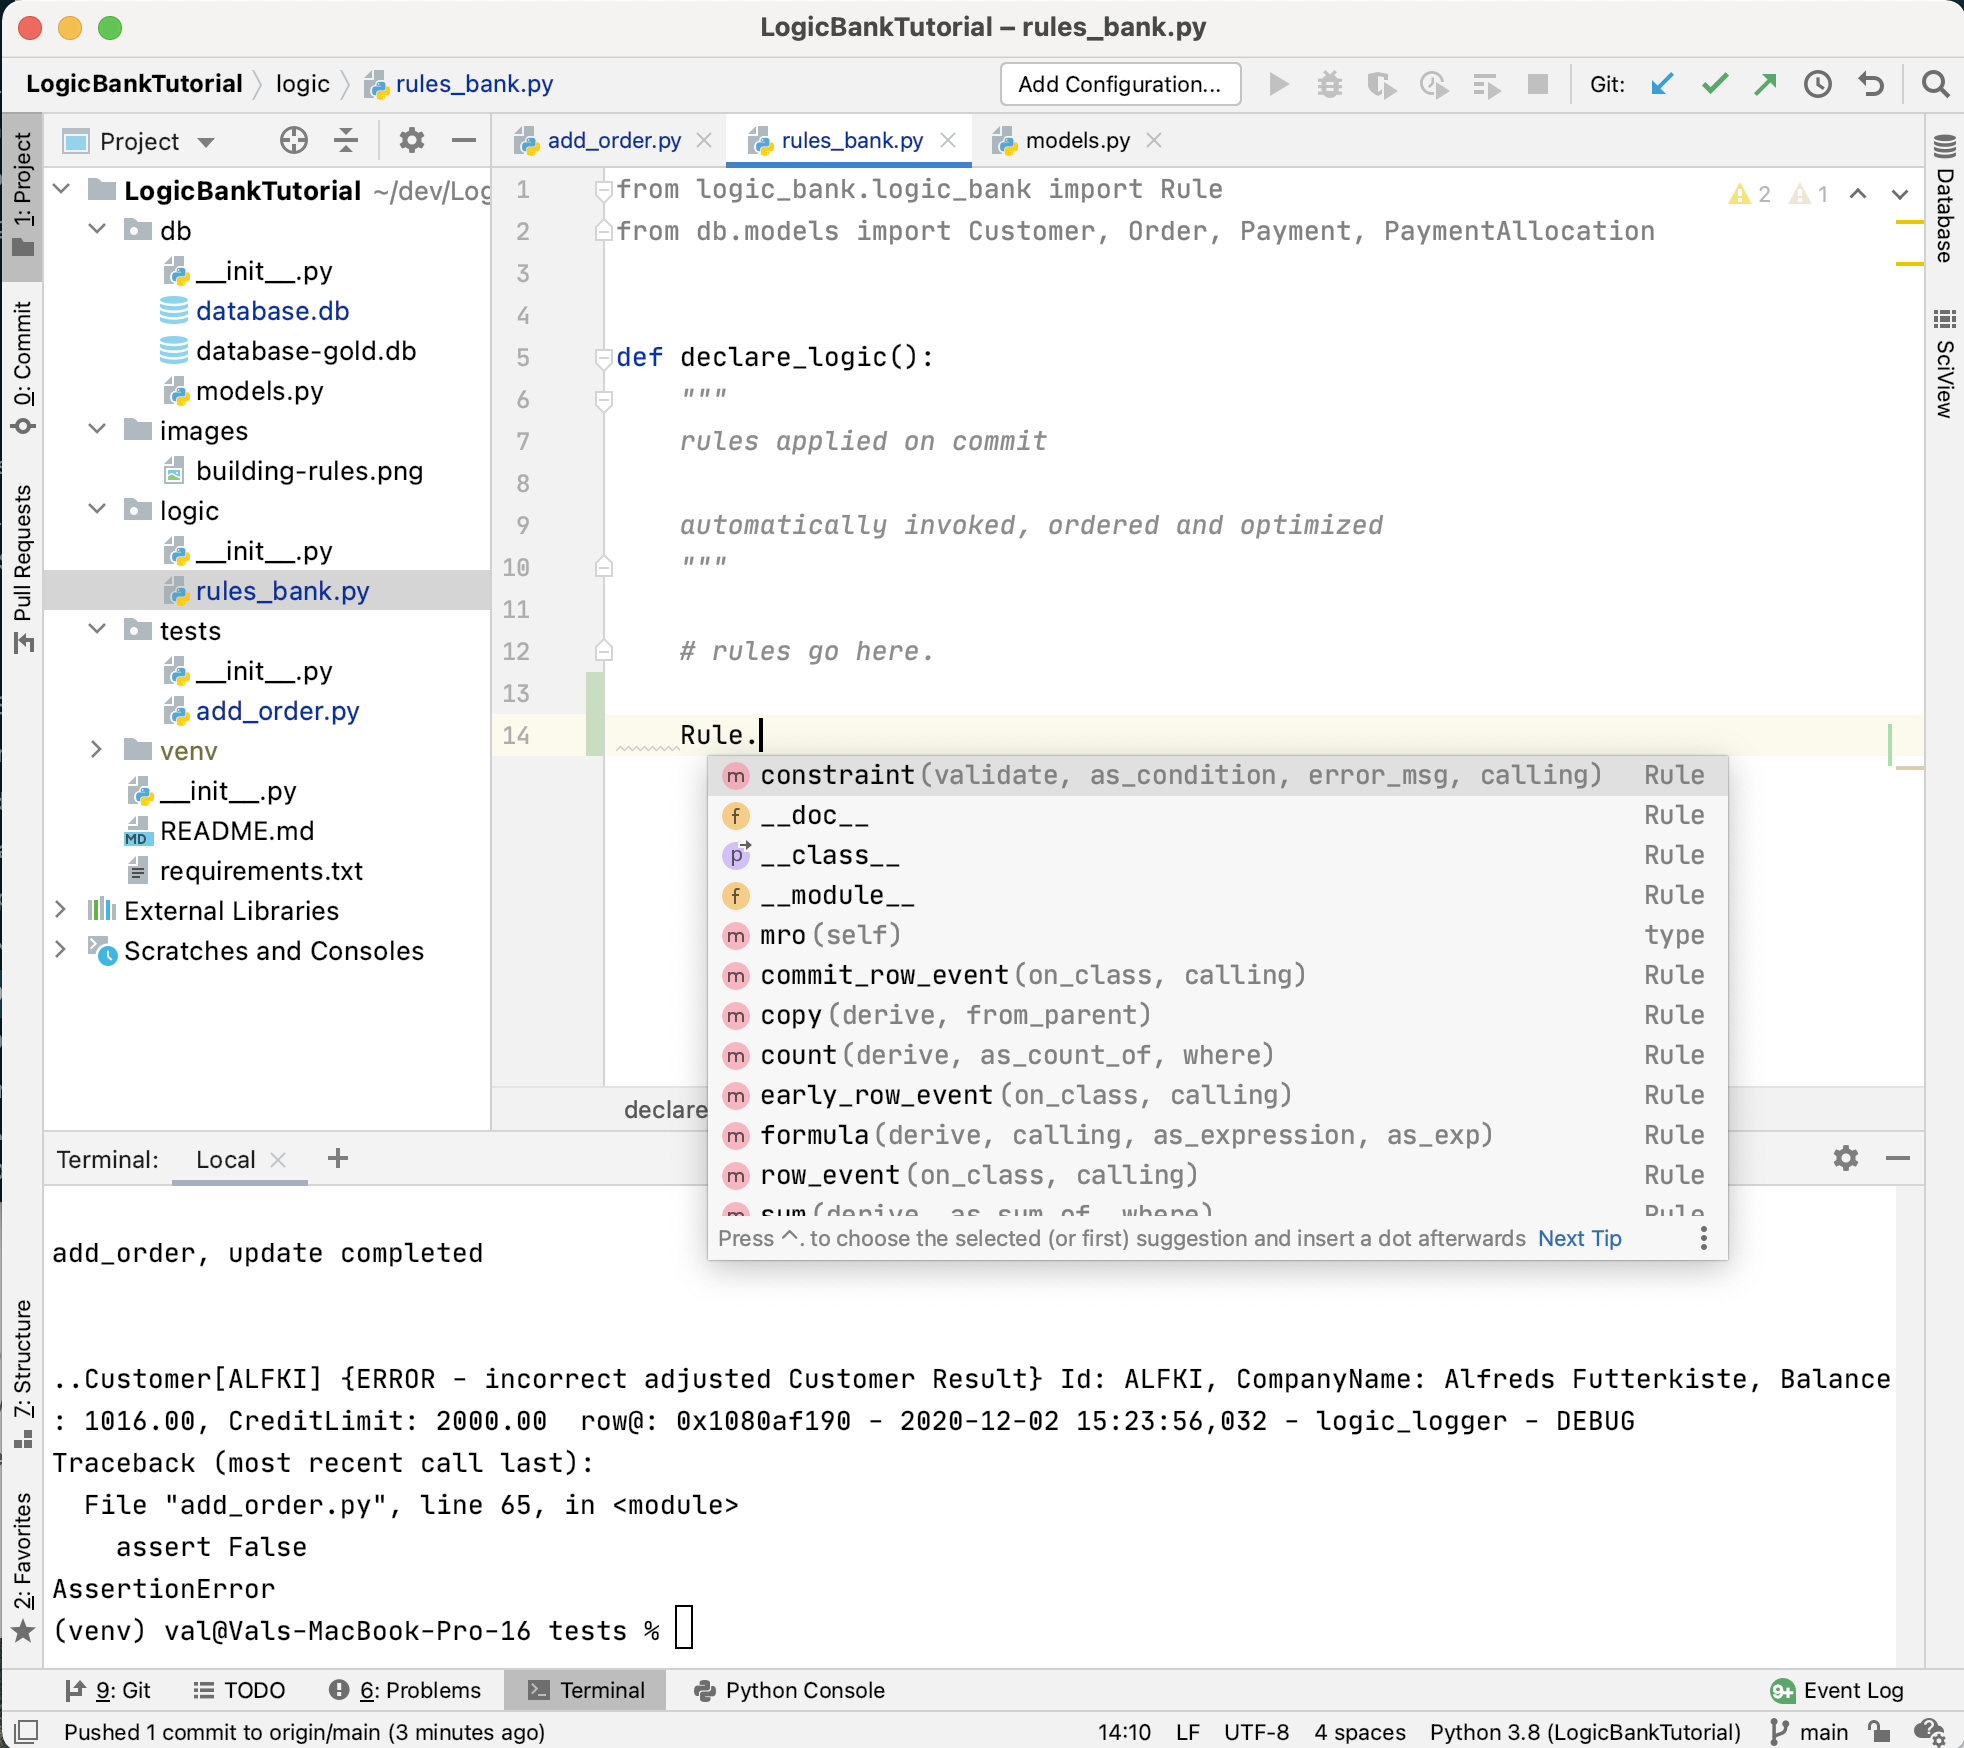 LogicBankTutorial – rules_bank.py
LogicBankTutorial logic rules_bank.py
Add Configuration...
Git:
1: Project
0: Commit
Pull Requests
7: Structure
2: Favorites
Project
LogicBankTutorial ~/dev/Log
db
__init__.py
database.db
database-gold.db
models.py
images
building-rules.png
logic
__init__.py
rules_bank.py
tests
__init__.py
add_order.py
venv
__init__.py
MD README.md
requirements.txt
External Libraries
Scratches and Consoles
add_order.py
rules_bank.py
models.py
2 1
1 from logic_bank.logic_bank import Rule
2 from db.models import Customer, Order, Payment, PaymentAllocation
3
4
5 def declare_logic():
6 """
7 rules applied on commit
8
9 automatically invoked, ordered and optimized
10 """
11
12 # rules go here.
13
14 Rule.
m constraint(validate, as_condition, error_msg, calling) Rule
f __doc__ Rule
p __class__ Rule
f __module__ Rule
m mro(self) type
m commit_row_event(on_class, calling) Rule
m copy(derive, from_parent) Rule
m count(derive, as_count_of, where) Rule
m early_row_event(on_class, calling) Rule
m formula(derive, calling, as_expression, as_exp) Rule
m row_event(on_class, calling) Rule
m sum(derive, as_sum_of, where) Rule
Press ^. to choose the selected (or first) suggestion and insert a dot afterwards Next Tip
declare
Database
SciView
Terminal: Local
add_order, update completed
..Customer[ALFKI] {ERROR - incorrect adjusted Customer Result} Id: ALFKI, CompanyName: Alfreds Futterkiste, Balance
: 1016.00, CreditLimit: 2000.00  row@: 0x1080af190 - 2020-12-02 15:23:56,032 - logic_logger - DEBUG
Traceback (most recent call last):
File "add_order.py", line 65, in <module>
assert False
AssertionError
(venv) val@Vals-MacBook-Pro-16 tests %
9: Git TODO 6: Problems Terminal Python Console 9+ Event Log
Pushed 1 commit to origin/main (3 minutes ago) 14:10 LF UTF-8 4 spaces Python 3.8 (LogicBankTutorial) main